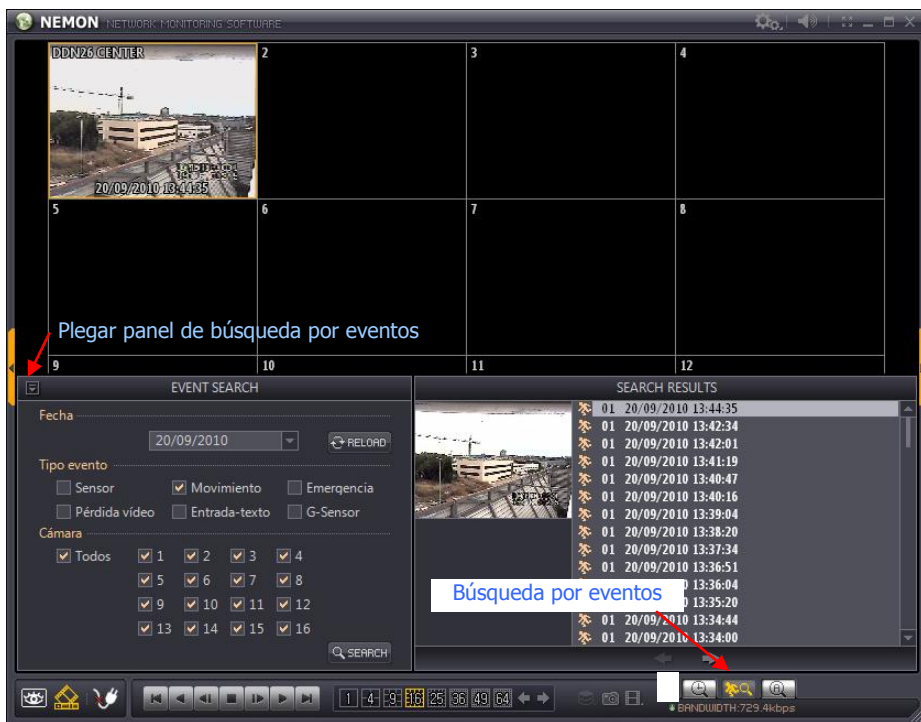 NEMON NETWORK MONITORING SOFTWARE
DDN26 CENTER
2
3
4
20/09/2010 13:44:35
5
6
7
8
Plegar panel de búsqueda por eventos
9
10
11
12
EVENT SEARCH
Fecha
20/09/2010
RELOAD
Tipo evento
Sensor
Movimiento
Emergencia
Pérdida vídeo
Entrada-texto
G-Sensor
Cámara
Todos
1
2
3
4
5
6
7
8
9
10
11
12
13
14
15
16
SEARCH
SEARCH RESULTS
01 20/09/2010 13:44:35
01 20/09/2010 13:42:34
01 20/09/2010 13:42:01
01 20/09/2010 13:41:19
01 20/09/2010 13:40:47
01 20/09/2010 13:40:16
01 20/09/2010 13:39:04
01 20/09/2010 13:38:20
01 20/09/2010 13:37:34
01 20/09/2010 13:36:51
13:36:04
13:35:20
01 20/09/2010 13:34:44
01 20/09/2010 13:34:00
Búsqueda por eventos
1 4 9 16 25 36 49 64
BANDWIDTH:729.4kbps